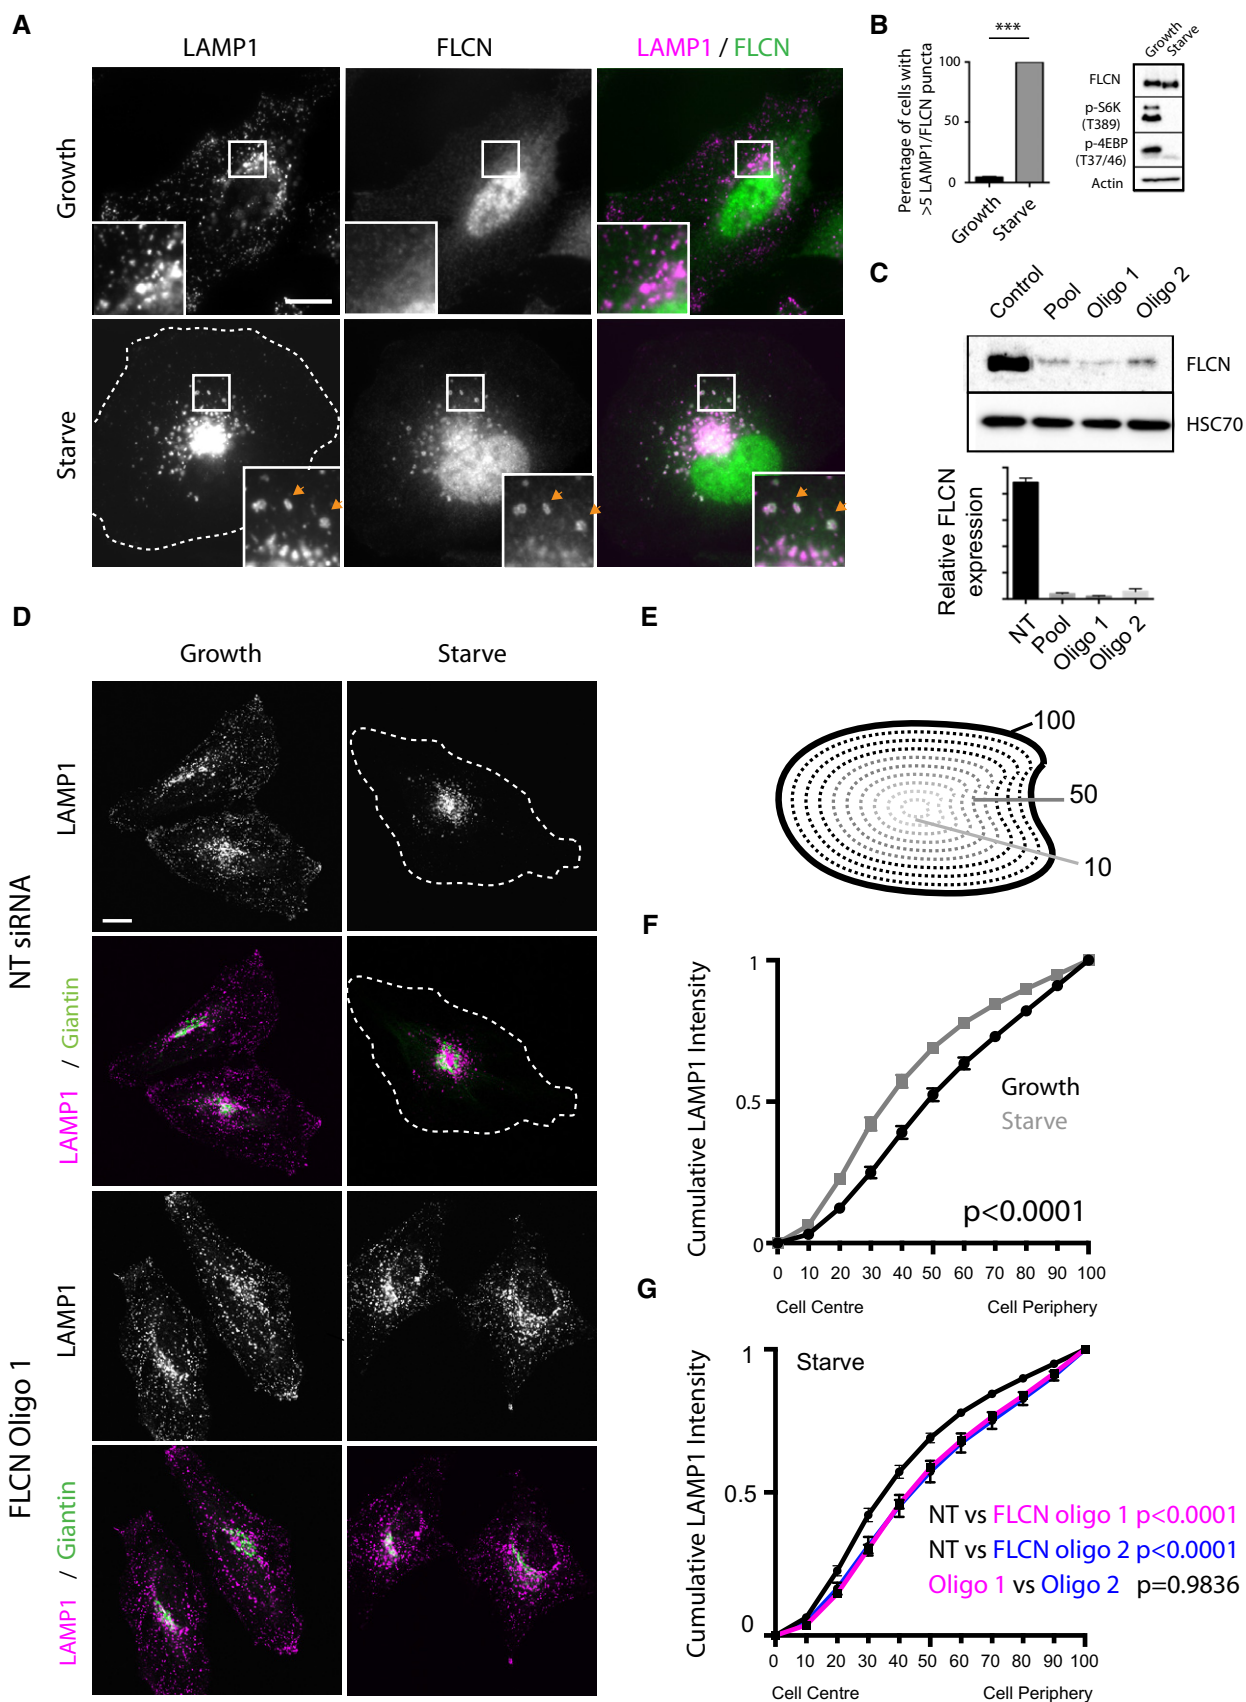 A
LAMP1
FLCN
LAMP1 / FLCN
Growth
Starve
B
***
Perentage of cells with
>5 LAMP1/FLCN puncta
100
50
0
Growth
Starve
Growth
Starve
FLCN
p-S6K
(T389)
p-4EBP
(T37/46)
Actin
C
Control
Pool
Oligo 1
Oligo 2
FLCN
HSC70
Relative FLCN
expression
NT
Pool
Oligo 1
Oligo 2
D
Growth
Starve
NT siRNA
LAMP1
LAMP1 / Giantin
FLCN Oligo 1
LAMP1
LAMP1 / Giantin
E
100
50
10
F
Cumulative LAMP1 Intensity
1
0.5
0
Growth
Starve
p<0.0001
0 10 20 30 40 50 60 70 80 90 100
Cell Centre
Cell Periphery
G
Cumulative LAMP1 Intensity
1
0.5
0
Starve
NT vs FLCN oligo 1 p<0.0001
NT vs FLCN oligo 2 p<0.0001
Oligo 1 vs Oligo 2 p=0.9836
0 10 20 30 40 50 60 70 80 90 100
Cell Centre
Cell Periphery